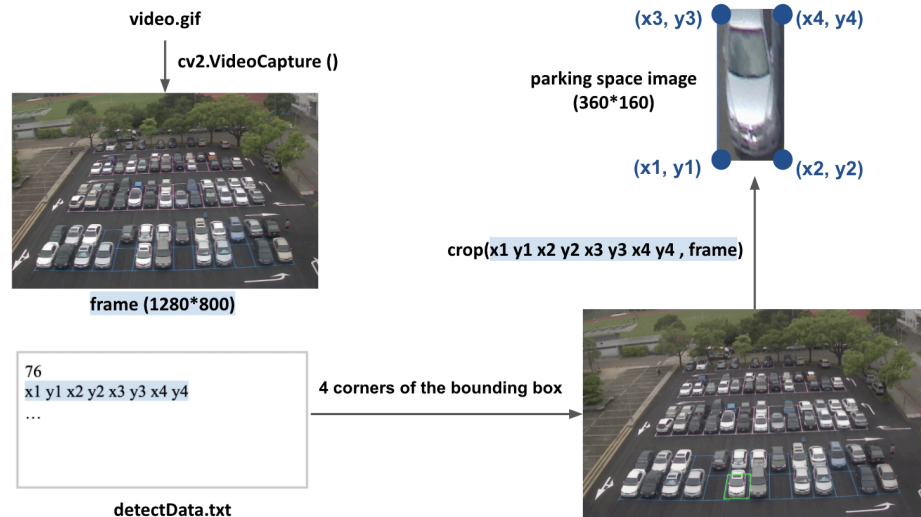 video.gif
cv2.VideoCapture ()
frame (1280*800)
76
x1 y1 x2 y2 x3 y3 x4 y4
...
detectData.txt
4 corners of the bounding box
crop(x1 y1 x2 y2 x3 y3 x4 y4 , frame)
parking space image
(360*160)
(x3, y3)
(x4, y4)
(x1, y1)
(x2, y2)